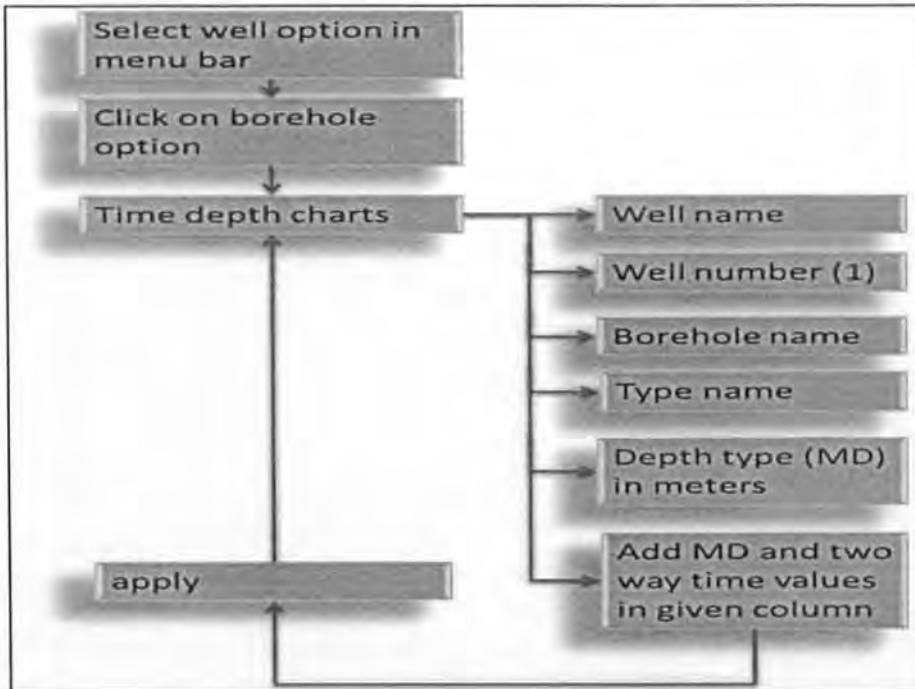 Select well option in
menu bar
Click on borehole
option
Time depth charts
Well name
Well number (1)
Borehole name
Type name
Depth type (MD)
in meters
Add MD and two
way time values
in given column
apply